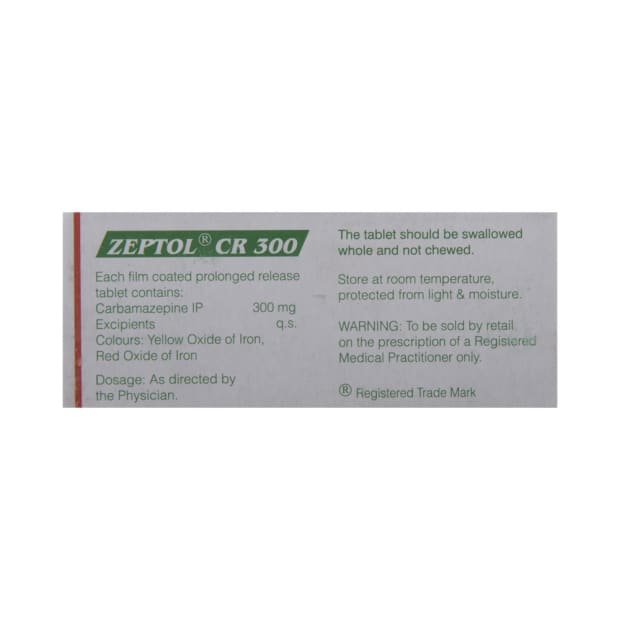 ZEPTOL® CR 300
Each film coated prolonged release
tablet contains:
Carbamazepine IP 300 mg
Excipients q.s.
Colours: Yellow Oxide of Iron,
Red Oxide of Iron
Dosage: As directed by
the Physician.
The tablet should be swallowed
whole and not chewed.
Store at room temperature,
protected from light & moisture.
WARNING: To be sold by retail
on the prescription of a Registered
Medical Practitioner only.
® Registered Trade Mark